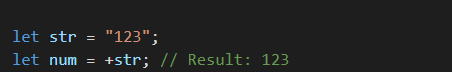 let str = "123";
let num = +str; // Result: 123